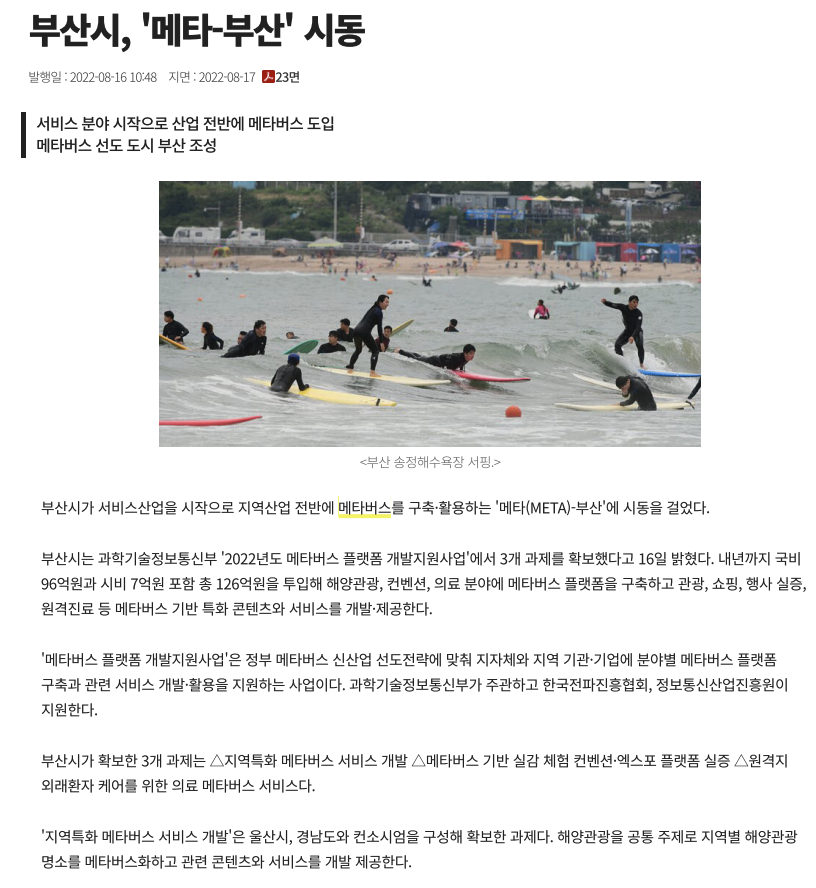 부산시, '메타-부산' 시동
발행일 : 2022-08-16 10:48 지면 : 2022-08-17 23면
서비스 분야 시작으로 산업 전반에 메타버스 도입
메타버스 선도 도시 부산 조성
<부산 송정해수욕장 서핑.>
부산시가 서비스산업을 시작으로 지역산업 전반에 메타버스를 구축·활용하는 '메타(META)-부산'에 시동을 걸었다.
부산시는 과학기술정보통신부 '2022년도 메타버스 플랫폼 개발지원사업'에서 3개 과제를 확보했다고 16일 밝혔다. 내년까지 국비
96억원과 시비 7억원 포함 총 126억원을 투입해 해양관광, 컨벤션, 의료 분야에 메타버스 플랫폼을 구축하고 관광, 쇼핑, 행사 실증,
원격진료 등 메타버스 기반 특화 콘텐츠와 서비스를 개발·제공한다.
'메타버스 플랫폼 개발지원사업'은 정부 메타버스 신산업 선도전략에 맞춰 지자체와 지역 기관·기업에 분야별 메타버스 플랫폼
구축과 관련 서비스 개발·활용을 지원하는 사업이다. 과학기술정보통신부가 주관하고 한국전파진흥협회, 정보통신산업진흥원이
지원한다.
부산시가 확보한 3개 과제는 △지역특화 메타버스 서비스 개발 △메타버스 기반 실감 체험 컨벤션·엑스포 플랫폼 실증 △원격지
외래환자 케어를 위한 의료 메타버스 서비스다.
'지역특화 메타버스 서비스 개발'은 울산시, 경남도와 컨소시엄을 구성해 확보한 과제다. 해양관광을 공통 주제로 지역별 해양관광
명소를 메타버스화하고 관련 콘텐츠와 서비스를 개발 제공한다.